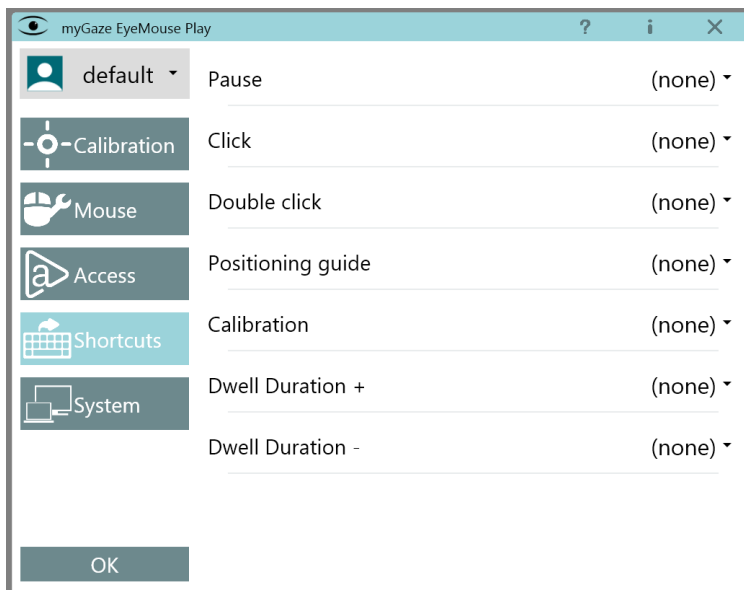 myGaze EyeMouse Play ? i ✕
default
Calibration
Mouse
a Access
Shortcuts
System
OK
Pause (none)
Click (none)
Double click (none)
Positioning guide (none)
Calibration (none)
Dwell Duration + (none)
Dwell Duration - (none)